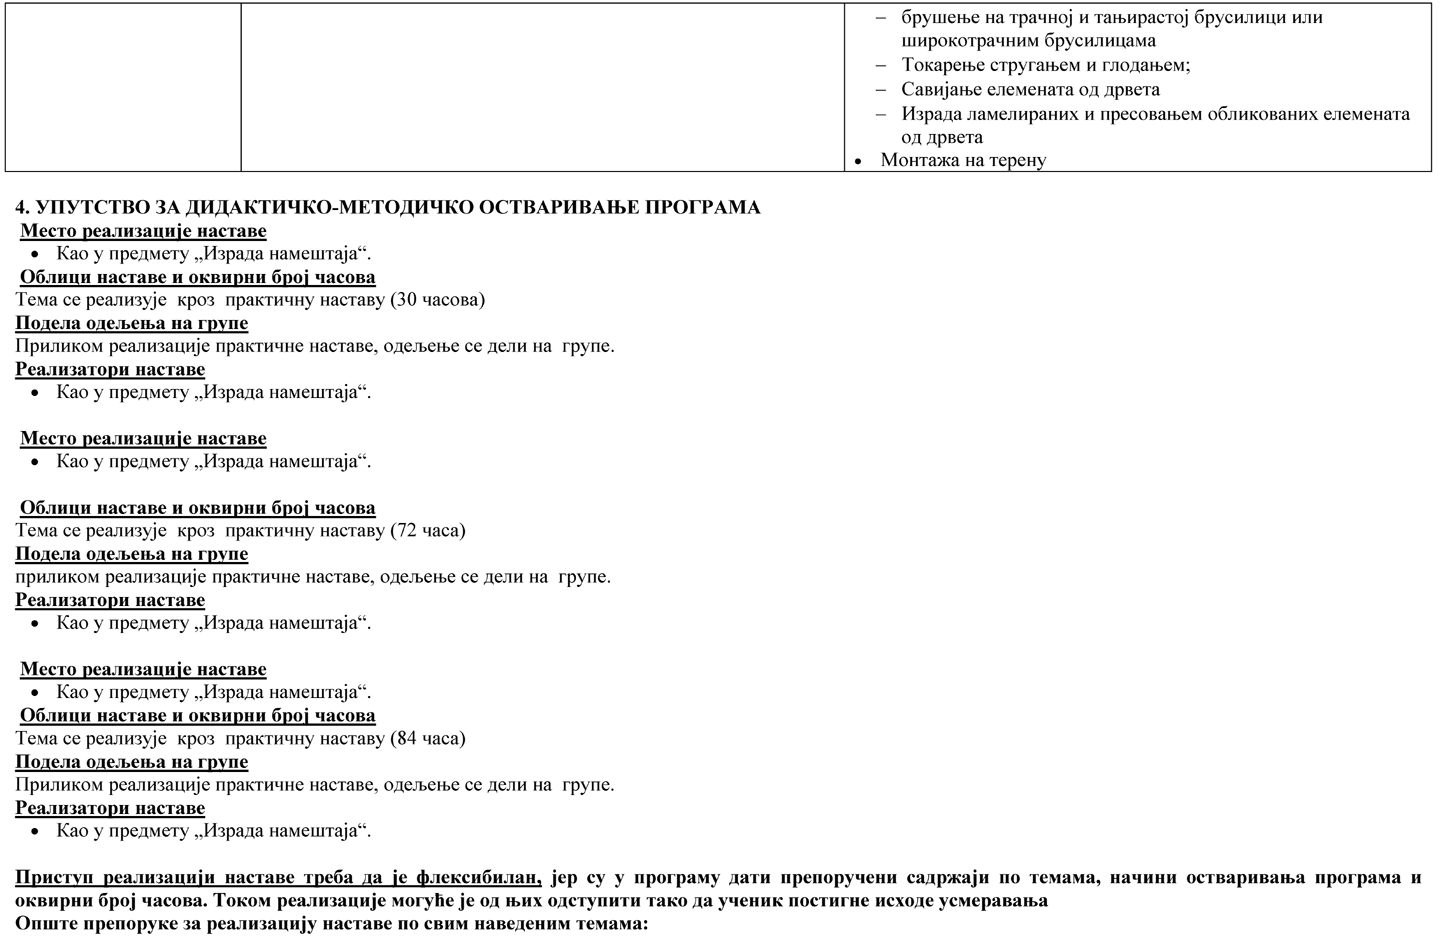 – брушење на трачној и тањирастој брусилици или
широкотрачним брусилицама
– Токарење стругањем и глодањем;
– Савијање елемената од дрвета
– Израда ламелираних и пресовањем обликованих елемената
од дрвета
• Монтажа на терену
4. УПУТСТВО ЗА ДИДАКТИЧКО-МЕТОДИЧКО ОСТВАРИВАЊЕ ПРОГРАМА
Место реализације наставе
• Као у предмету „Израда намештаја“.
Облици наставе и оквирни број часова
Тема се реализује кроз практичну наставу (30 часова)
Подела одељења на групе
Приликом реализације практичне наставе, одељење се дели на групе.
Реализатори наставе
• Као у предмету „Израда намештаја“.
Место реализације наставе
• Као у предмету „Израда намештаја“.
Облици наставе и оквирни број часова
Тема се реализује кроз практичну наставу (72 часа)
Подела одељења на групе
приликом реализације практичне наставе, одељење се дели на групе.
Реализатори наставе
• Као у предмету „Израда намештаја“.
Место реализације наставе
• Као у предмету „Израда намештаја“.
Облици наставе и оквирни број часова
Тема се реализује кроз практичну наставу (84 часа)
Подела одељења на групе
Приликом реализације практичне наставе, одељење се дели на групе.
Реализатори наставе
• Као у предмету „Израда намештаја“.
Приступ реализацији наставе треба да је флексибилан, јер су у програму дати препоручени садржаји по темама, начини остваривања програма и
оквирни број часова. Током реализације могуће је од њих одступити тако да ученик постигне исходе усмеравања
Опште препоруке за реализацију наставе по свим наведеним темама: